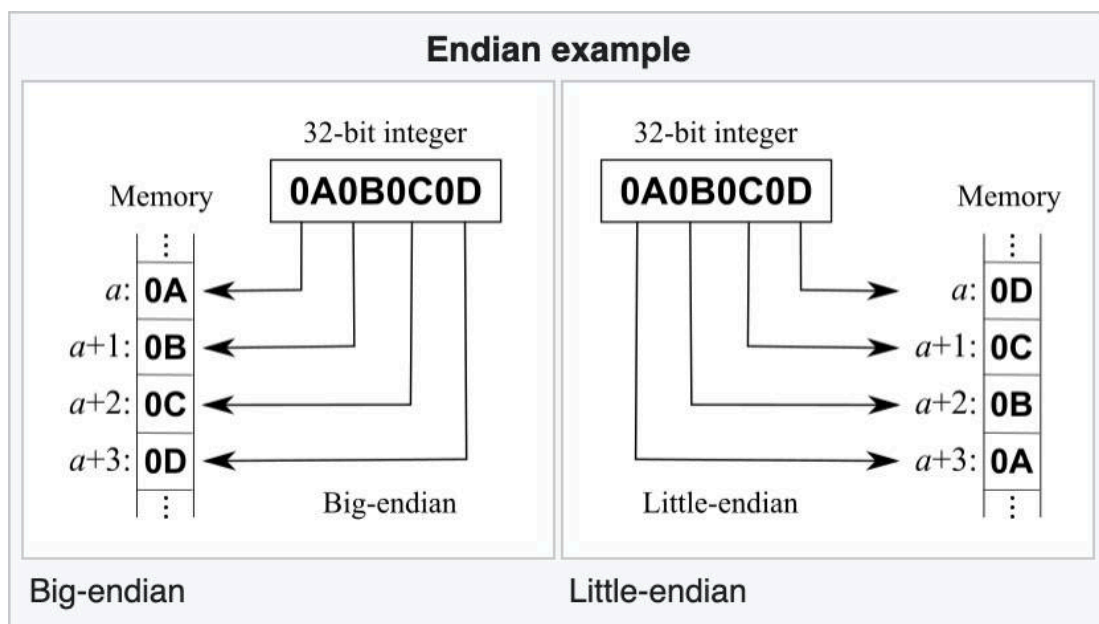 Endian example
32-bit integer
0A0B0C0D
Memory
⋮
a: 0A
a+1: 0B
a+2: 0C
a+3: 0D
⋮
Big-endian
32-bit integer
0A0B0C0D
Memory
⋮
a: 0D
a+1: 0C
a+2: 0B
a+3: 0A
⋮
Little-endian
Big-endian
Little-endian